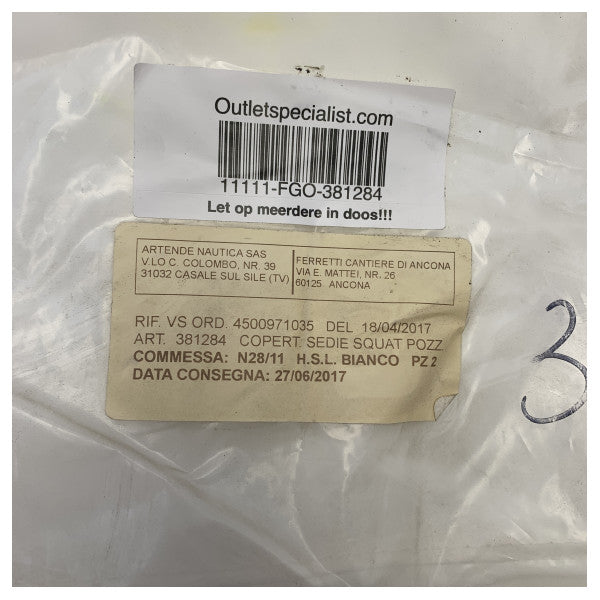 Outletspecialist.com
11111-FGO-381284
Let op meerdere in doos!!!
ARTENDE NAUTICA SAS
V.LO C. COLOMBO, NR. 39
31032 CASALE SUL SILE (TV)
FERRETTI CANTIERE DI ANCONA
VIA E. MATTEI, NR. 26
60125 ANCONA
RIF. VS ORD. 4500971035 DEL 18/04/2017
ART. 381284 COPERT. SEDIE SQUAT POZZ.
COMMESSA: N28/11 H.S.L. BIANCO PZ 2
DATA CONSEGNA: 27/06/2017
3